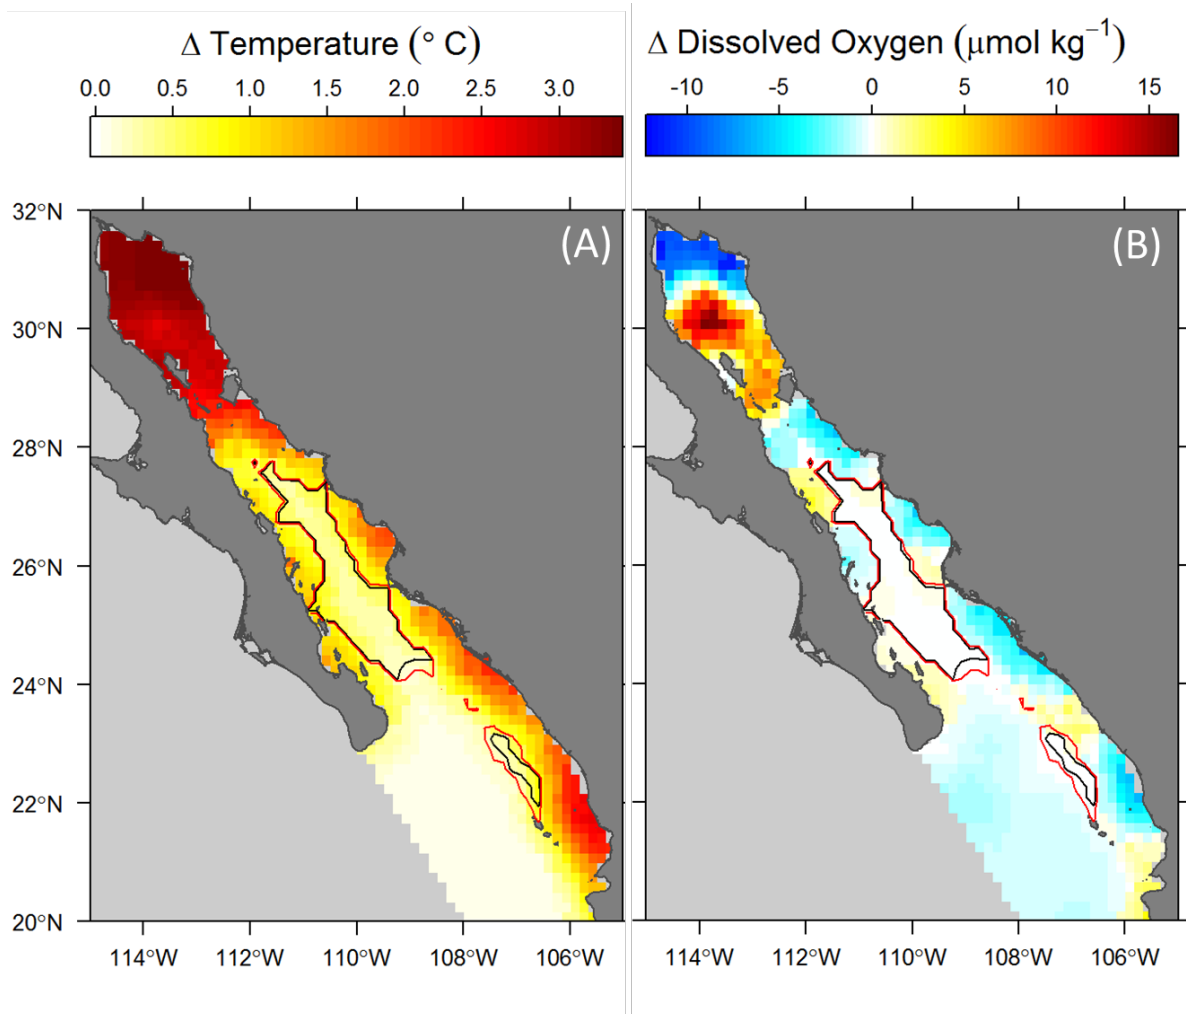 Δ Temperature (° C)
0.0 0.5 1.0 1.5 2.0 2.5 3.0
32°N
30°N
28°N
26°N
24°N
22°N
20°N
(A)
114°W 112°W 110°W 108°W 106°W
Δ Dissolved Oxygen (μmol kg⁻¹)
-10 -5 0 5 10 15
(B)
114°W 112°W 110°W 108°W 106°W